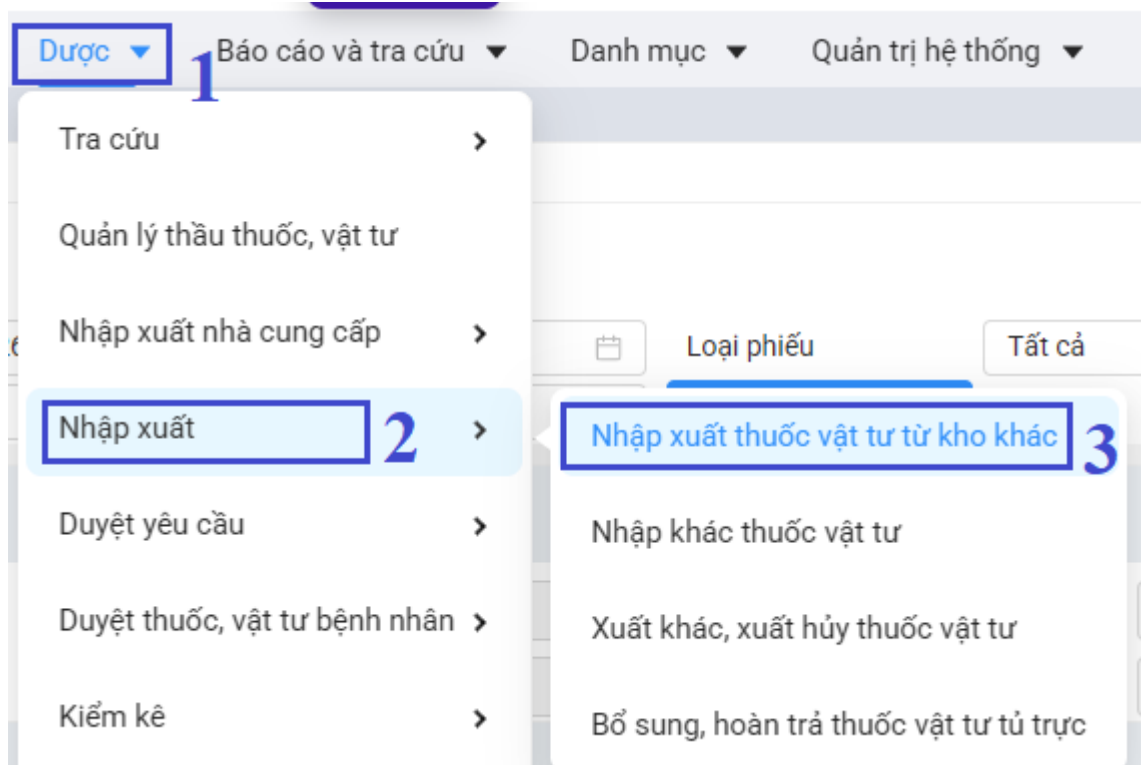 Dược Báo cáo và tra cứu Danh mục Quản trị hệ thống
1
Tra cứu
Quản lý thầu thuốc, vật tư
Nhập xuất nhà cung cấp
Loại phiếu Tất cả
Nhập xuất 2
Nhập xuất thuốc vật tư từ kho khác 3
Duyệt yêu cầu
Nhập khác thuốc vật tư
Duyệt thuốc, vật tư bệnh nhân
Xuất khác, xuất hủy thuốc vật tư
Kiểm kê
Bổ sung, hoàn trả thuốc vật tư tủ trực